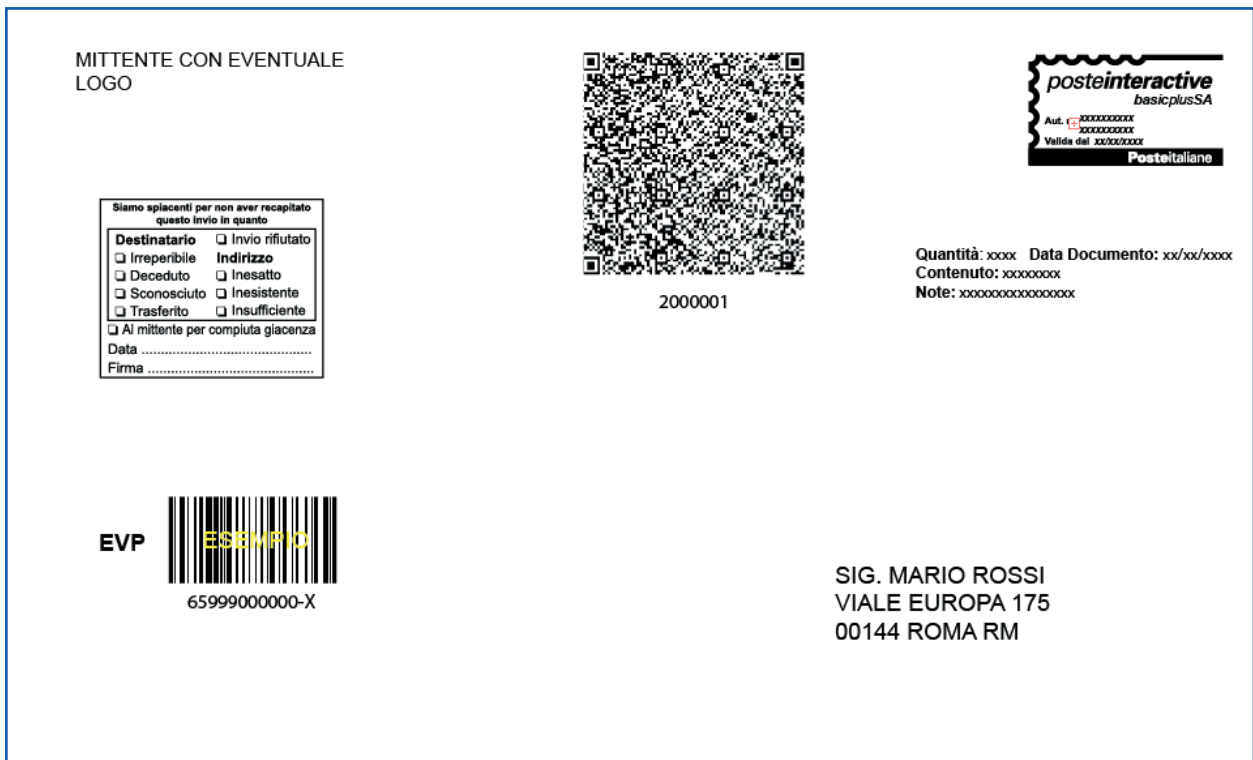 MITTENTE CON EVENTUALE
LOGO
posteinteractive
basicplusSA
Aut. xxxxxxxxxx
xxxxxxxxxx
Valida dal xx/xx/xxxx
Posteitaliane
Siamo spiacenti per non aver recapitato
questo invio in quanto
Destinatario ❑ Invio rifiutato
❑ Irreperibile Indirizzo
❑ Deceduto ❑ Inesatto
❑ Sconosciuto ❑ Inesistente
❑ Trasferito ❑ Insufficiente
❑ Al mittente per compiuta giacenza
Data ............................................
Firma ...........................................
2000001
Quantità: xxxx Data Documento: xx/xx/xxxx
Contenuto: xxxxxxxx
Note: xxxxxxxxxxxxxxxx
EVP
ESEMPIO
65999000000-X
SIG. MARIO ROSSI
VIALE EUROPA 175
00144 ROMA RM